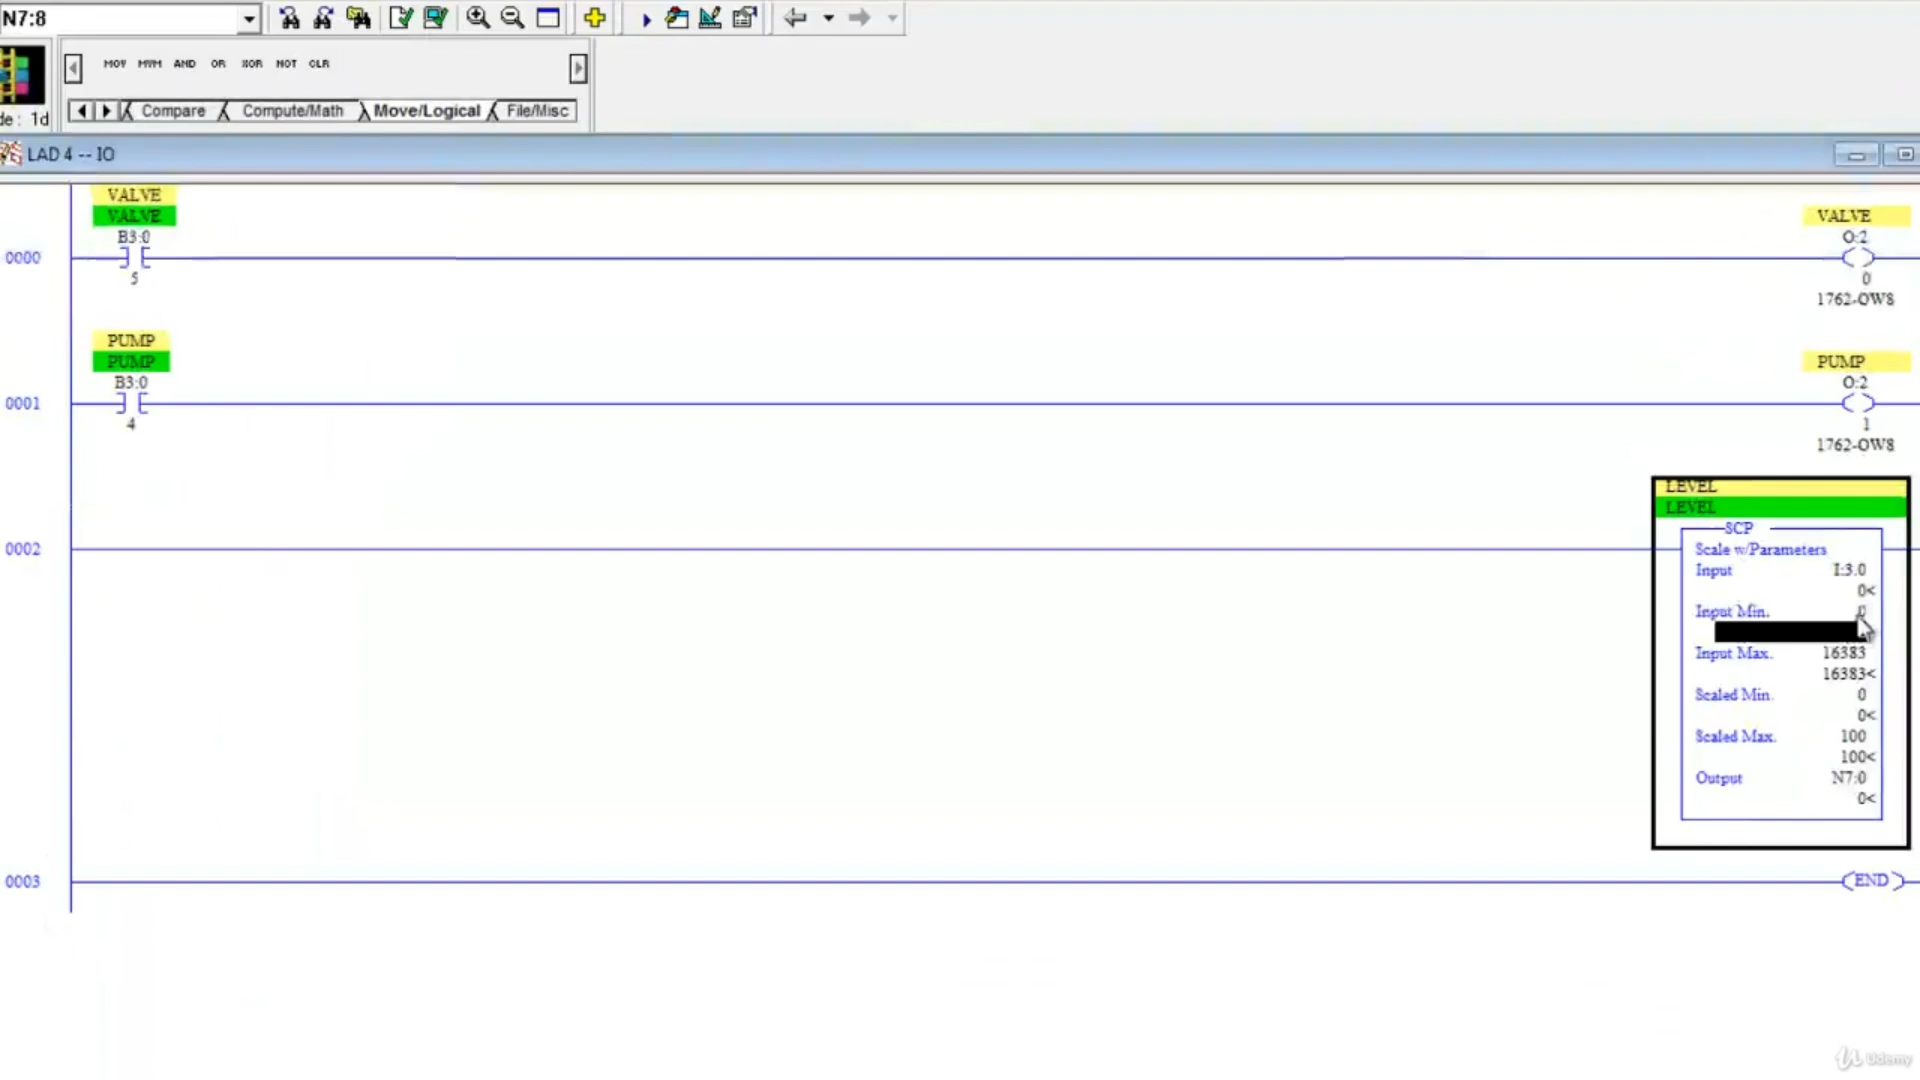 N7:8
MOV MVM AND OR XOR NOT CLR
de: 1d
Compare Compute/Math Move/Logical File/Misc
LAD 4 -- IO
VALVE
VALVE
B3:0
5
VALVE
O:2
0
1762-OW8
0000
PUMP
PUMP
B3:0
4
PUMP
O:2
1
1762-OW8
0001
LEVEL
LEVEL
SCP
0002
Scale w/Parameters
Input I:3.0
0<
Input Min. 0
Input Max. 16383
16383<
Scaled Min. 0
0<
Scaled Max. 100
100<
Output N7:0
0<
0003
END
Udemy